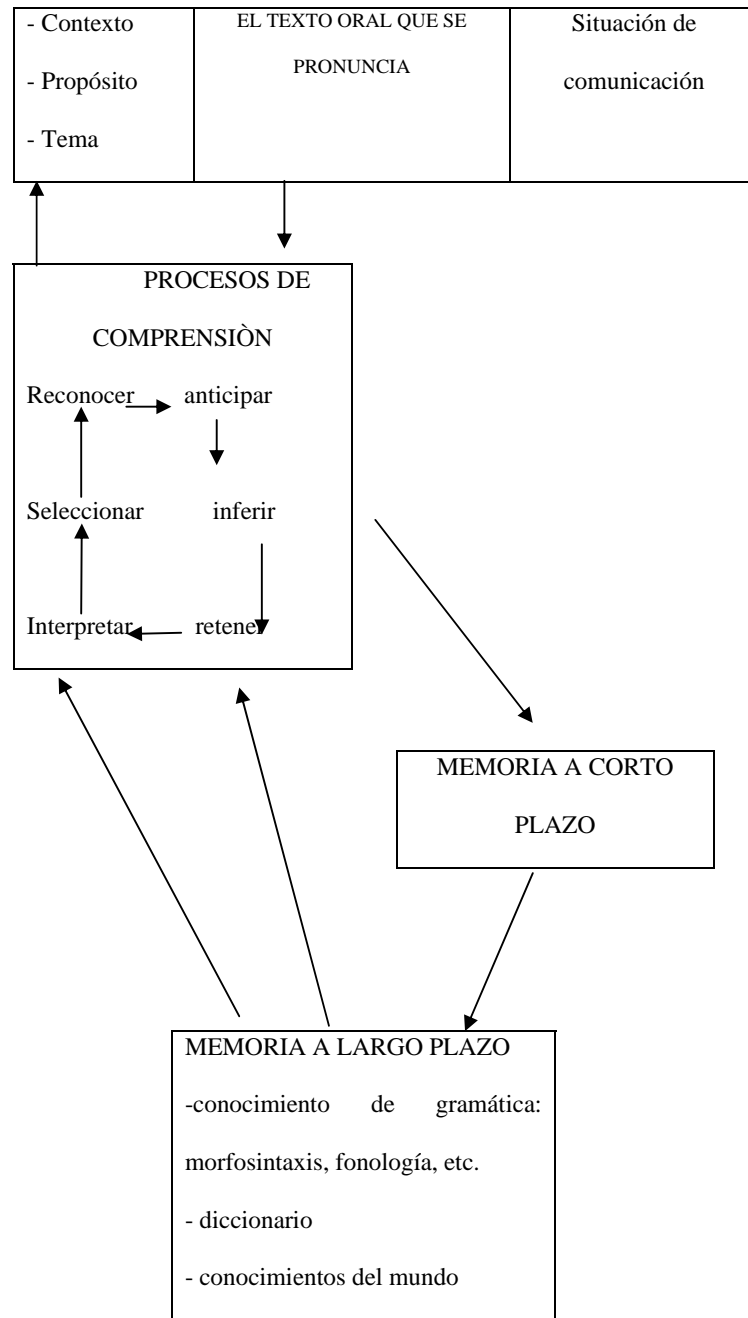 - Contexto
- Propósito
- Tema
EL TEXTO ORAL QUE SE
PRONUNCIA
Situación de
comunicación
PROCESOS DE
COMPRENSIÒN
Reconocer anticipar
Seleccionar inferir
Interpretar retener
MEMORIA A CORTO
PLAZO
MEMORIA A LARGO PLAZO
-conocimiento de gramática:
morfosintaxis, fonología, etc.
- diccionario
- conocimientos del mundo